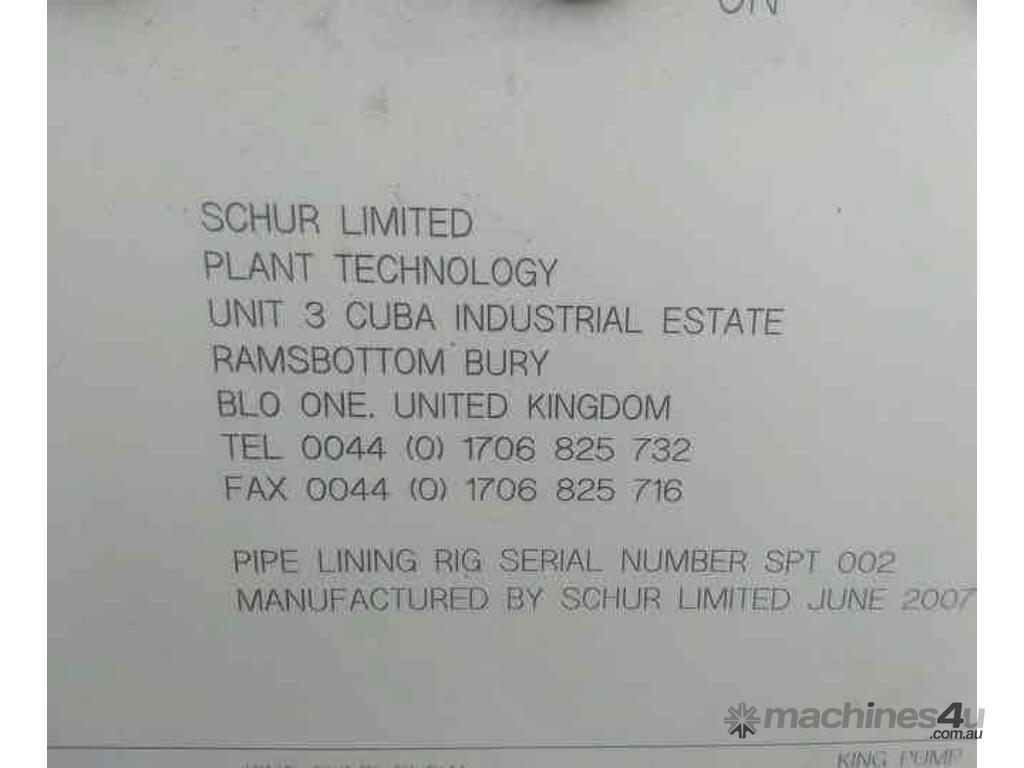 ON
SCHUR LIMITED
PLANT TECHNOLOGY
UNIT 3 CUBA INDUSTRIAL ESTATE
RAMSBOTTOM BURY
BLO ONE. UNITED KINGDOM
TEL 0044 (0) 1706 825 732
FAX 0044 (0) 1706 825 716
PIPE LINING RIG SERIAL NUMBER SPT 002
MANUFACTURED BY SCHUR LIMITED JUNE 2007
machines4u
.com.au
KING PUMP